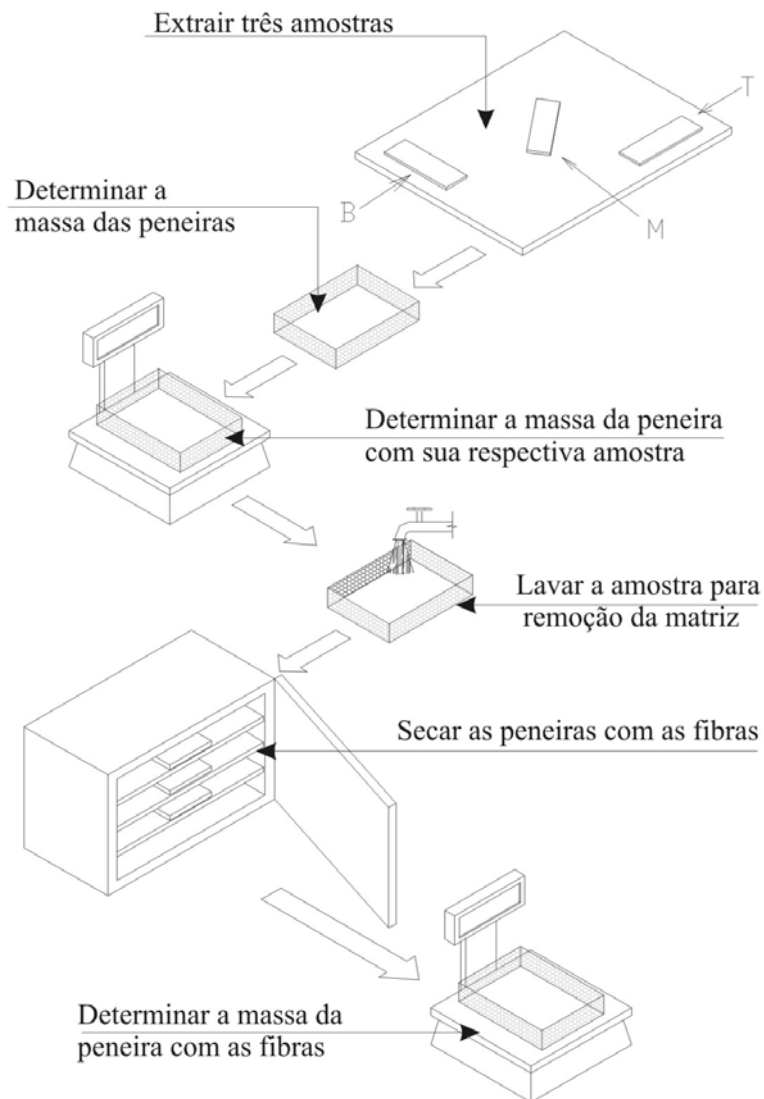 Extrair três amostras
T
B
M
Determinar a
massa das peneiras
Determinar a massa da peneira
com sua respectiva amostra
Lavar a amostra para
remoção da matriz
Secar as peneiras com as fibras
Determinar a massa da
peneira com as fibras